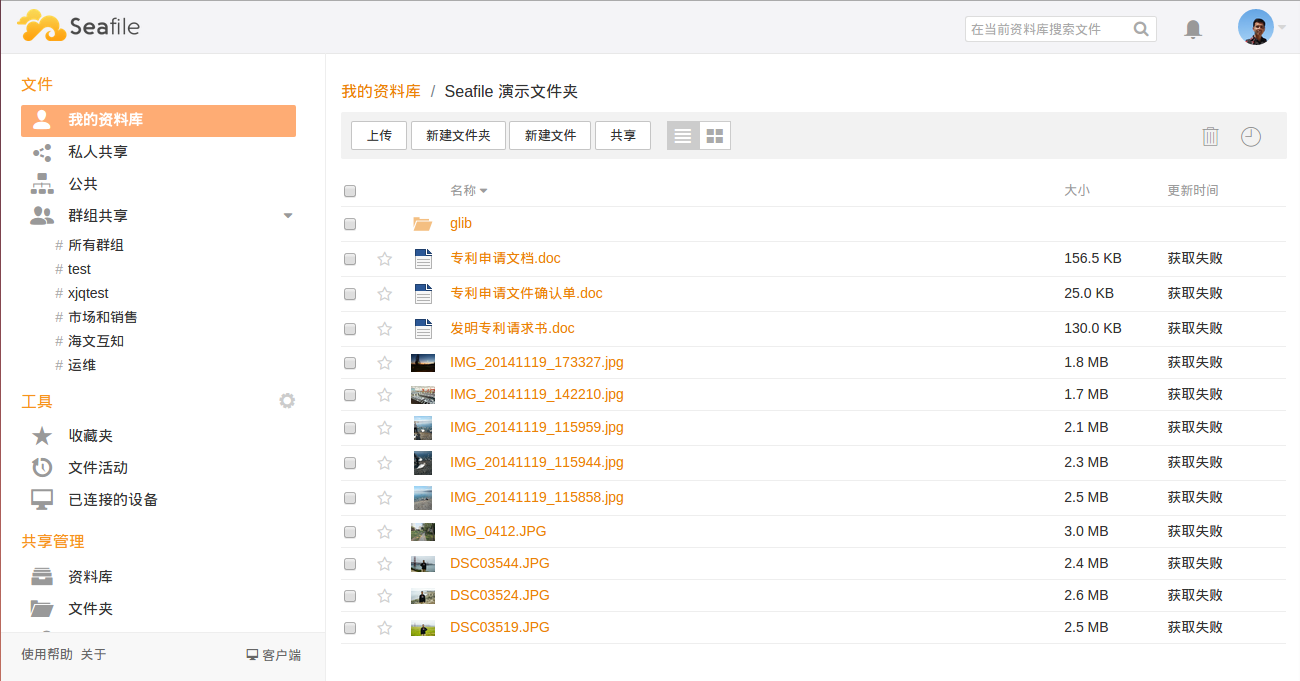 Seafile
在当前资料库搜索文件
文件
我的资料库
私人共享
公共
群组共享
# 所有群组
# test
# xjqtest
# 市场和销售
# 海文互知
# 运维
工具
收藏夹
文件活动
已连接的设备
共享管理
资料库
文件夹
使用帮助 关于
客户端
我的资料库 / Seafile 演示文件夹
上传 新建文件夹 新建文件 共享
名称 大小 更新时间
glib
专利申请文档.doc 156.5 KB 获取失败
专利申请文件确认单.doc 25.0 KB 获取失败
发明专利请求书.doc 130.0 KB 获取失败
IMG_20141119_173327.jpg 1.8 MB 获取失败
IMG_20141119_142210.jpg 1.7 MB 获取失败
IMG_20141119_115959.jpg 2.1 MB 获取失败
IMG_20141119_115944.jpg 2.3 MB 获取失败
IMG_20141119_115858.jpg 2.5 MB 获取失败
IMG_0412.JPG 3.0 MB 获取失败
DSC03544.JPG 2.4 MB 获取失败
DSC03524.JPG 2.6 MB 获取失败
DSC03519.JPG 2.5 MB 获取失败